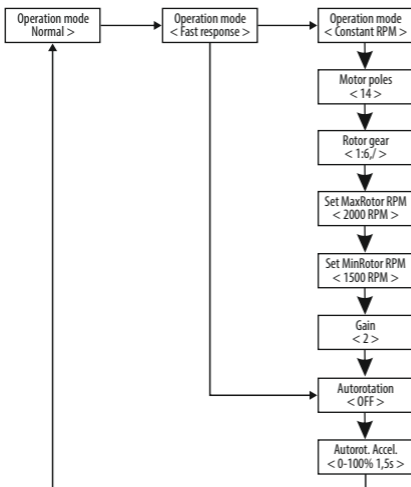 Operation mode
Normal >
Operation mode
< Fast response >
Operation mode
< Constant RPM >
Motor poles
< 14 >
Rotor gear
< 1:6,/ >
Set MaxRotor RPM
< 2000 RPM >
Set MinRotor RPM
< 1500 RPM >
Gain
< 2 >
Autorotation
< OFF >
Autorot. Accel.
< 0-100% 1,5s >